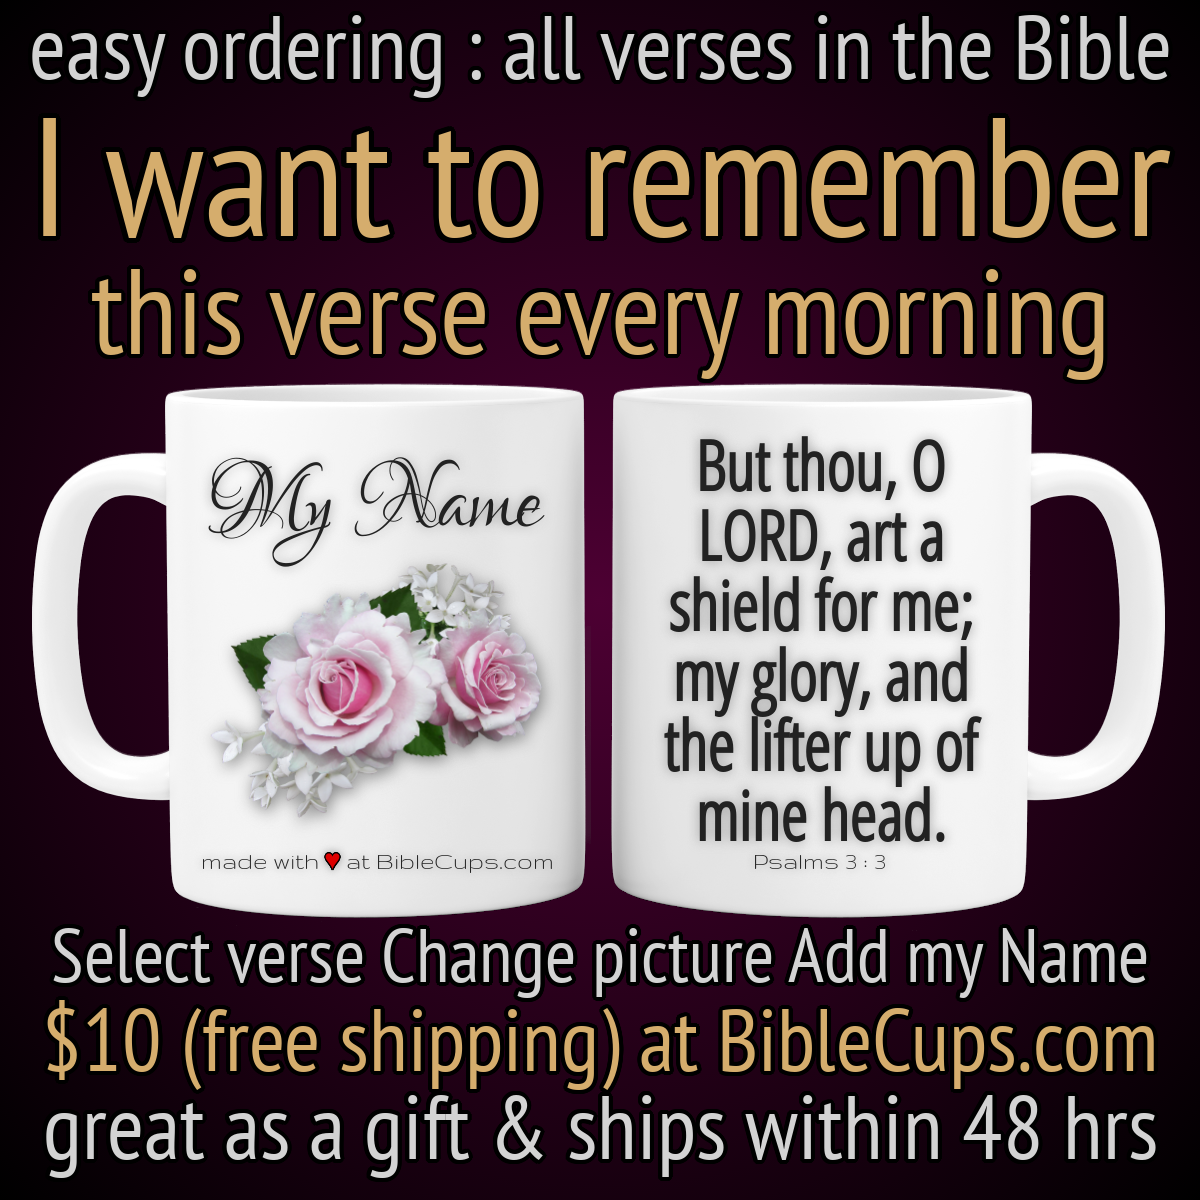 easy ordering : all verses in the Bible
I want to remember
this verse every morning
My Name
made with ❤ at BibleCups.com
But thou, O
LORD, art a
shield for me;
my glory, and
the lifter up of
mine head.
Psalms 3 : 3
Select verse Change picture Add my Name
$10 (free shipping) at BibleCups.com
great as a gift & ships within 48 hrs